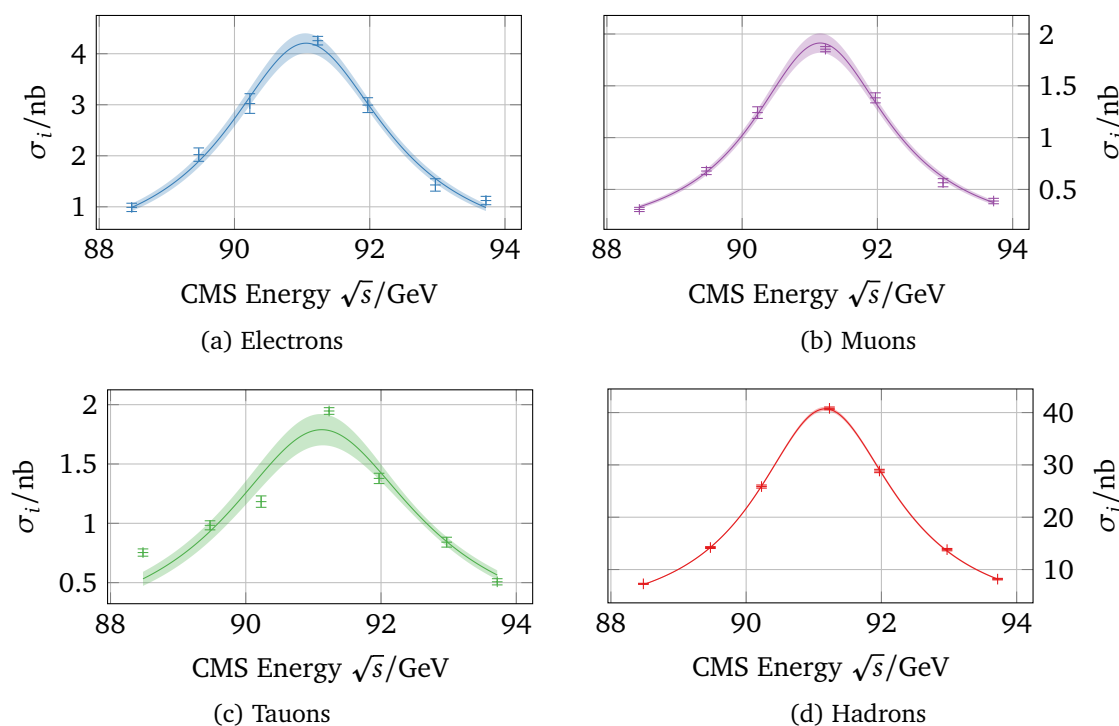 4
3
2
1
σi/nb
88 90 92 94
CMS Energy √s/GeV
(a) Electrons
2
1.5
1
0.5
σi/nb
88 90 92 94
CMS Energy √s/GeV
(b) Muons
2
1.5
1
0.5
σi/nb
88 90 92 94
CMS Energy √s/GeV
(c) Tauons
40
30
20
10
σi/nb
88 90 92 94
CMS Energy √s/GeV
(d) Hadrons